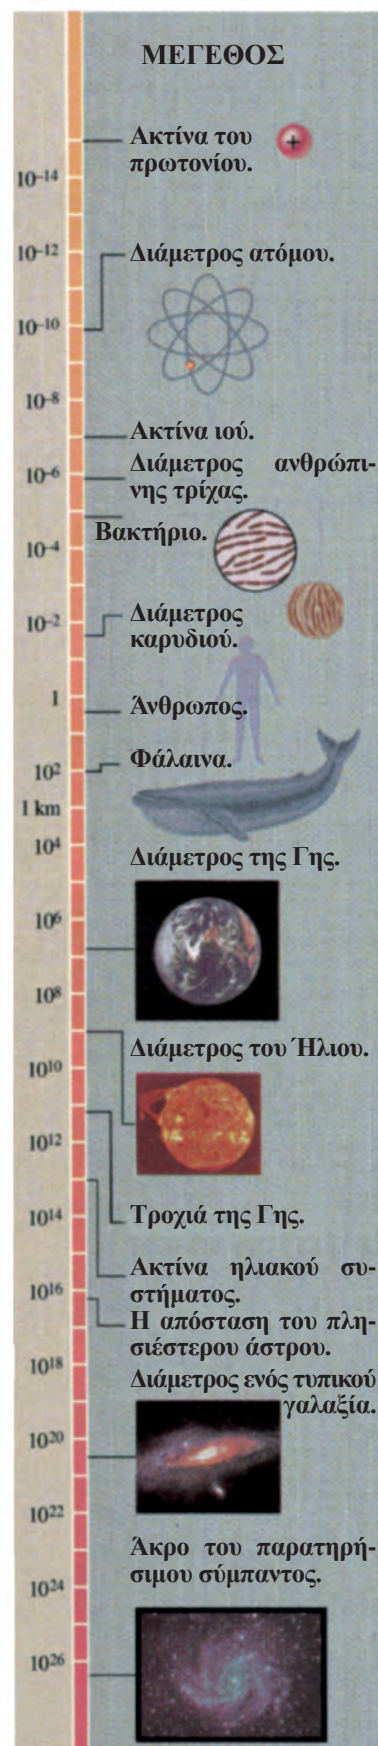 ΜΕΓΕΘΟΣ
Ακτίνα του
πρωτονίου.
10⁻¹⁴
10⁻¹²
Διάμετρος ατόμου.
10⁻¹⁰
10⁻⁸
Ακτίνα ιού.
10⁻⁶
Διάμετρος ανθρώπι-
νης τρίχας.
Βακτήριο.
10⁻⁴
10⁻²
Διάμετρος
καρυδιού.
1
Άνθρωπος.
Φάλαινα.
10²
1 km
10⁴
Διάμετρος της Γης.
10⁶
10⁸
Διάμετρος του Ήλιου.
10¹⁰
10¹²
Τροχιά της Γης.
10¹⁴
Ακτίνα ηλιακού συ-
στήματος.
10¹⁶
Η απόσταση του πλη-
σιέστερου άστρου.
10¹⁸
Διάμετρος ενός τυπικού
γαλαξία.
10²⁰
10²²
Άκρο του παρατηρή-
σιμου σύμπαντος.
10²⁴
10²⁶